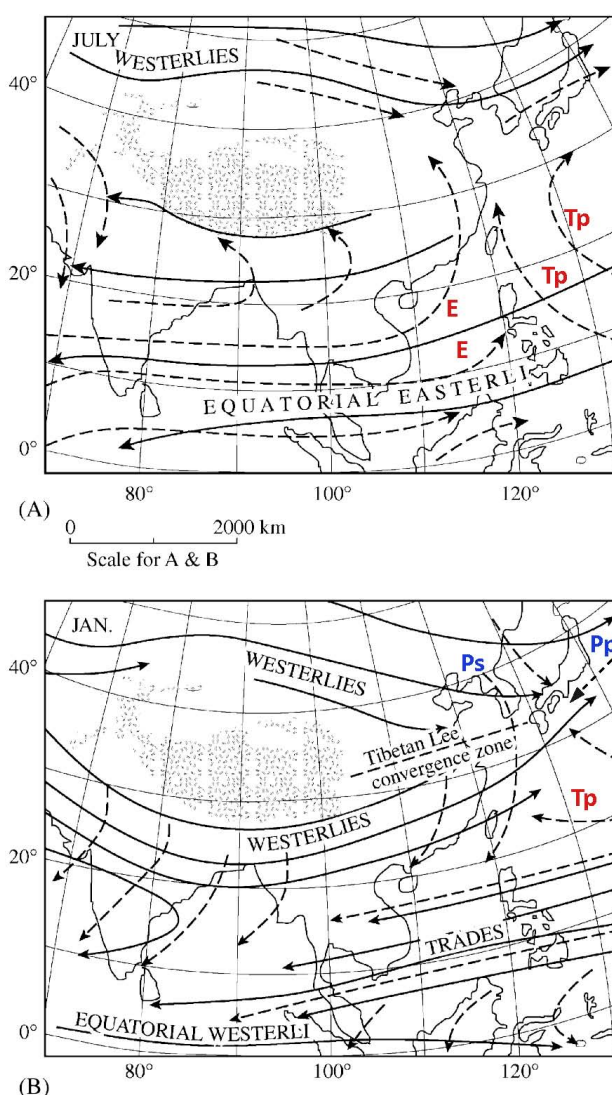 JULY
WESTERLIES
40°
Tp
20°
Tp
E
E
EQUATORIAL EASTERLI
0°
80°
100°
120°
(A)
0
2000 km
Scale for A & B
JAN.
WESTERLIES
Ps
Pp
40°
Tibetan Lee
convergence zone
Tp
WESTERLIES
20°
TRADES
EQUATORIAL WESTERLI
0°
80°
100°
120°
(B)